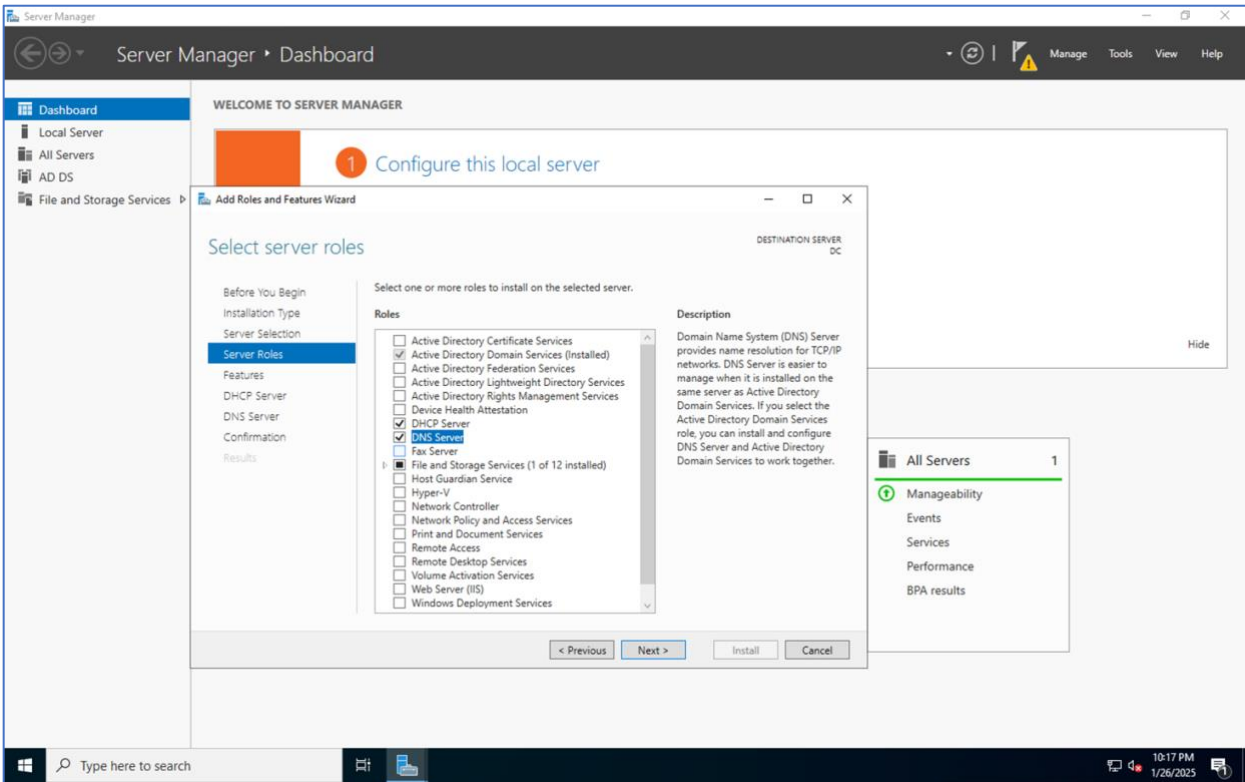 Server Manager
Server Manager • Dashboard
Manage Tools View Help
Dashboard
Local Server
All Servers
AD DS
File and Storage Services
WELCOME TO SERVER MANAGER
1 Configure this local server
Hide
Add Roles and Features Wizard
Select server roles
DESTINATION SERVER
DC
Before You Begin
Installation Type
Server Selection
Server Roles
Features
DHCP Server
DNS Server
Confirmation
Results
Select one or more roles to install on the selected server.
Roles
Active Directory Certificate Services
Active Directory Domain Services (Installed)
Active Directory Federation Services
Active Directory Lightweight Directory Services
Active Directory Rights Management Services
Device Health Attestation
DHCP Server
DNS Server
Fax Server
File and Storage Services (1 of 12 installed)
Host Guardian Service
Hyper-V
Network Controller
Network Policy and Access Services
Print and Document Services
Remote Access
Remote Desktop Services
Volume Activation Services
Web Server (IIS)
Windows Deployment Services
Description
Domain Name System (DNS) Server
provides name resolution for TCP/IP
networks. DNS Server is easier to
manage when it is installed on the
same server as Active Directory
Domain Services. If you select the
Active Directory Domain Services
role, you can install and configure
DNS Server and Active Directory
Domain Services to work together.
< Previous Next > Install Cancel
All Servers 1
Manageability
Events
Services
Performance
BPA results
Type here to search
10:17 PM
1/26/2025
1